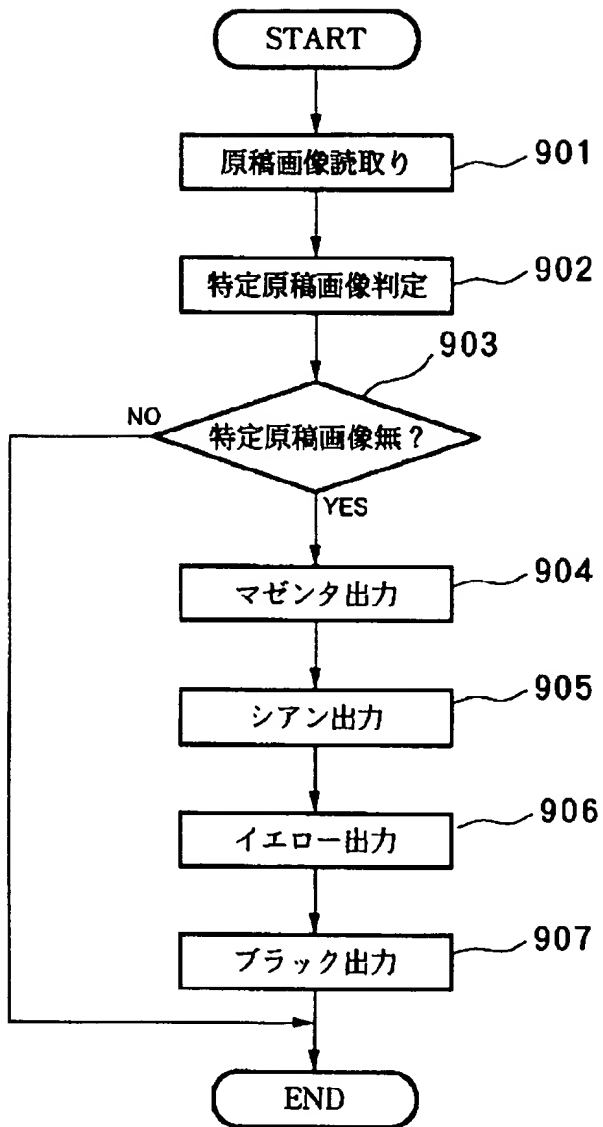 START
原稿画像読取り
901
特定原稿画像判定
902
903
特定原稿画像無？
NO
YES
マゼンタ出力
904
シアン出力
905
イエロー出力
906
ブラック出力
907
END